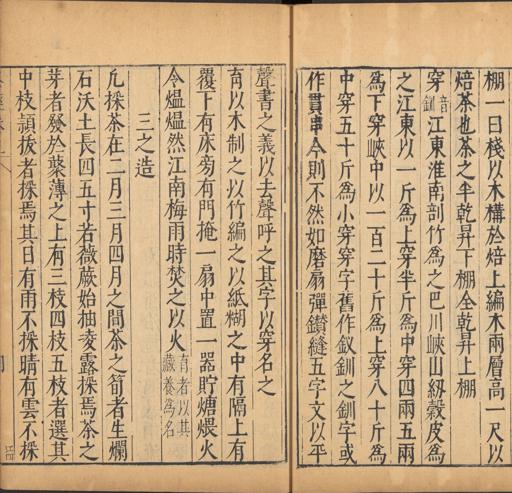 棚一曰棧以木構於焙上編木兩層高一尺以
焙茶也茶之半乾昇下棚全乾昇上棚
穿音釧江東淮南剖竹爲之巴川峽山紉穀皮爲
之江東以一斤爲上穿半斤爲中穿四兩五兩
爲下穿峽中以一百二十斤爲上穿八十斤爲
中穿五十斤爲小穿穿字舊作釵釧之釧字或
作貫串今則不然如磨扇彈鑽縫五字文以平
聲書之義以去聲呼之其字以穿名之
育以木制之以竹編之以紙糊之中有隔上有
覆下有床旁有門掩一扇中置一器貯煻煨火
令熅熅然江南梅雨時焚之以火育者以其藏養爲名
三之造
凡採茶在二月三月四月之間茶之筍者生爛
石沃土長四五寸若薇蕨始抽凌露採焉茶之
芽者發於藂薄之上有三枝四枝五枝者選其
中枝頴拔者採焉其日有雨不採晴有雲不採